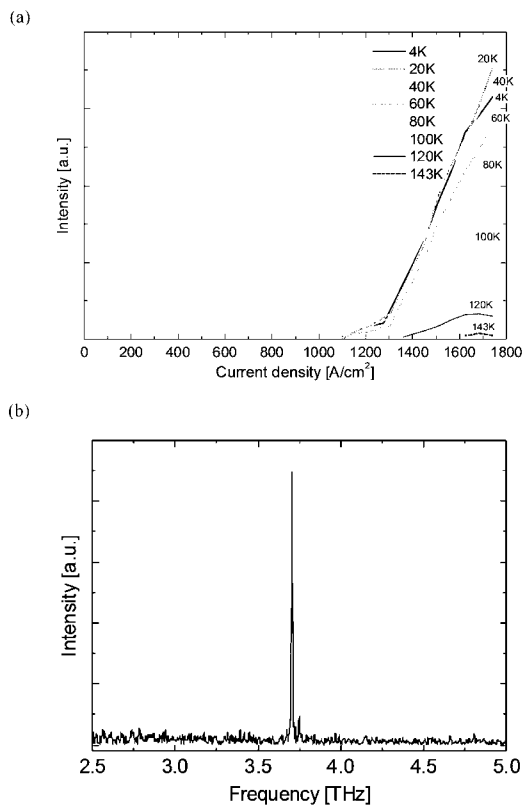 (a)
Intensity [a.u.]
4K
20K
40K
60K
80K
100K
120K
143K
20K
40K
4K
60K
80K
100K
120K
143K
0 200 400 600 800 1000 1200 1400 1600 1800
Current density [A/cm²]
(b)
Intensity [a.u.]
2.5 3.0 3.5 4.0 4.5 5.0
Frequency [THz]